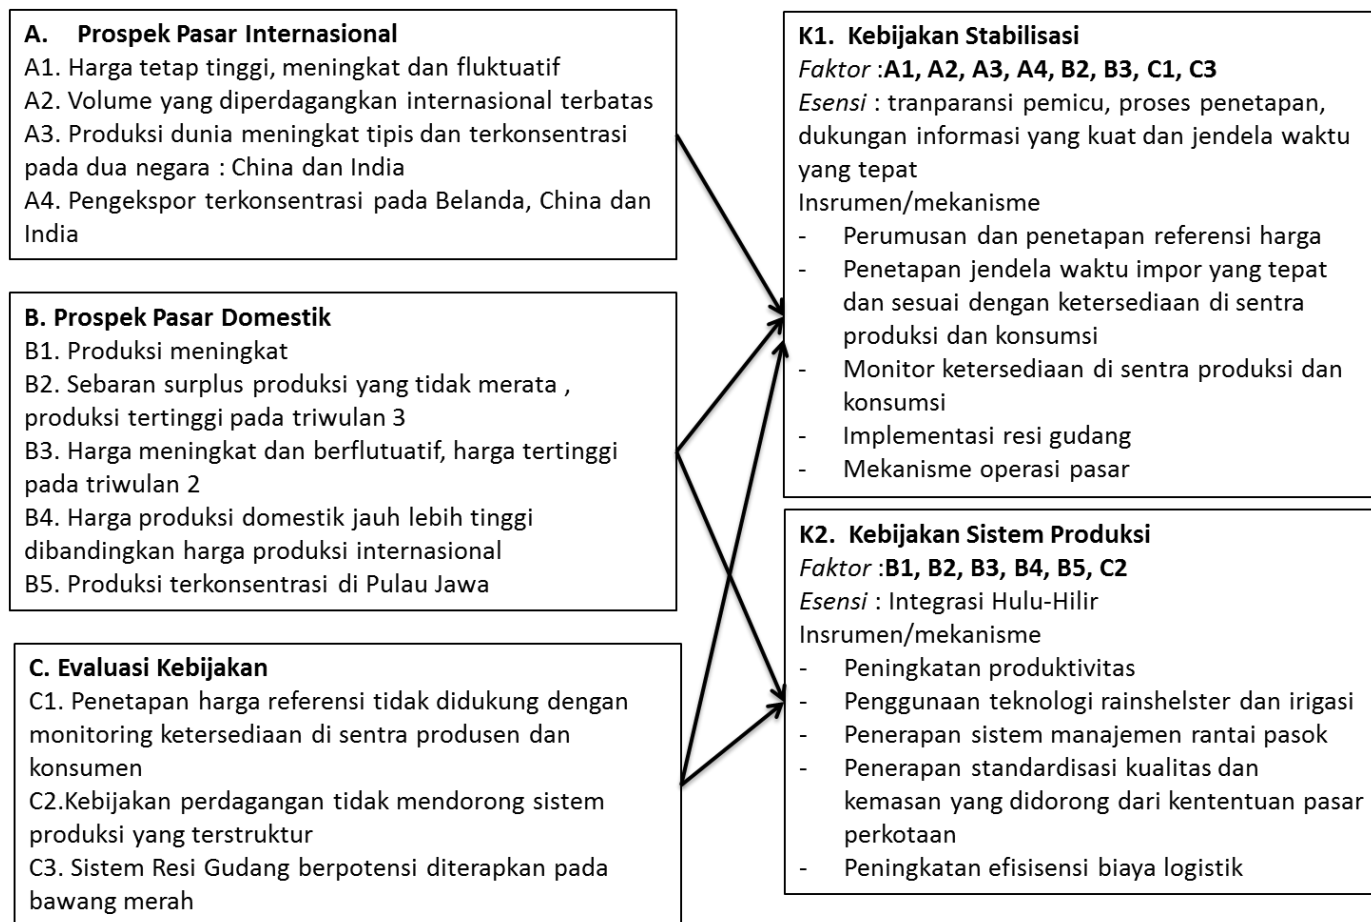 A. Prospek Pasar Internasional
A1. Harga tetap tinggi, meningkat dan fluktuatif
A2. Volume yang diperdagangkan internasional terbatas
A3. Produksi dunia meningkat tipis dan terkonsentrasi
pada dua negara : China dan India
A4. Pengekspor terkonsentrasi pada Belanda, China dan
India
B. Prospek Pasar Domestik
B1. Produksi meningkat
B2. Sebaran surplus produksi yang tidak merata ,
produksi tertinggi pada triwulan 3
B3. Harga meningkat dan berflutuatif, harga tertinggi
pada triwulan 2
B4. Harga produksi domestik jauh lebih tinggi
dibandingkan harga produksi internasional
B5. Produksi terkonsentrasi di Pulau Jawa
C. Evaluasi Kebijakan
C1. Penetapan harga referensi tidak didukung dengan
monitoring ketersediaan di sentra produsen dan
konsumen
C2.Kebijakan perdagangan tidak mendorong sistem
produksi yang terstruktur
C3. Sistem Resi Gudang berpotensi diterapkan pada
bawang merah
K1. Kebijakan Stabilisasi
Faktor :A1, A2, A3, A4, B2, B3, C1, C3
Esensi : tranparansi pemicu, proses penetapan,
dukungan informasi yang kuat dan jendela waktu
yang tepat
Insrumen/mekanisme
- Perumusan dan penetapan referensi harga
- Penetapan jendela waktu impor yang tepat
dan sesuai dengan ketersediaan di sentra
produksi dan konsumsi
- Monitor ketersediaan di sentra produksi dan
konsumsi
- Implementasi resi gudang
- Mekanisme operasi pasar
K2. Kebijakan Sistem Produksi
Faktor :B1, B2, B3, B4, B5, C2
Esensi : Integrasi Hulu-Hilir
Insrumen/mekanisme
- Peningkatan produktivitas
- Penggunaan teknologi rainshelster dan irigasi
- Penerapan sistem manajemen rantai pasok
- Penerapan standardisasi kualitas dan
kemasan yang didorong dari kententuan pasar
perkotaan
- Peningkatan efisisensi biaya logistik